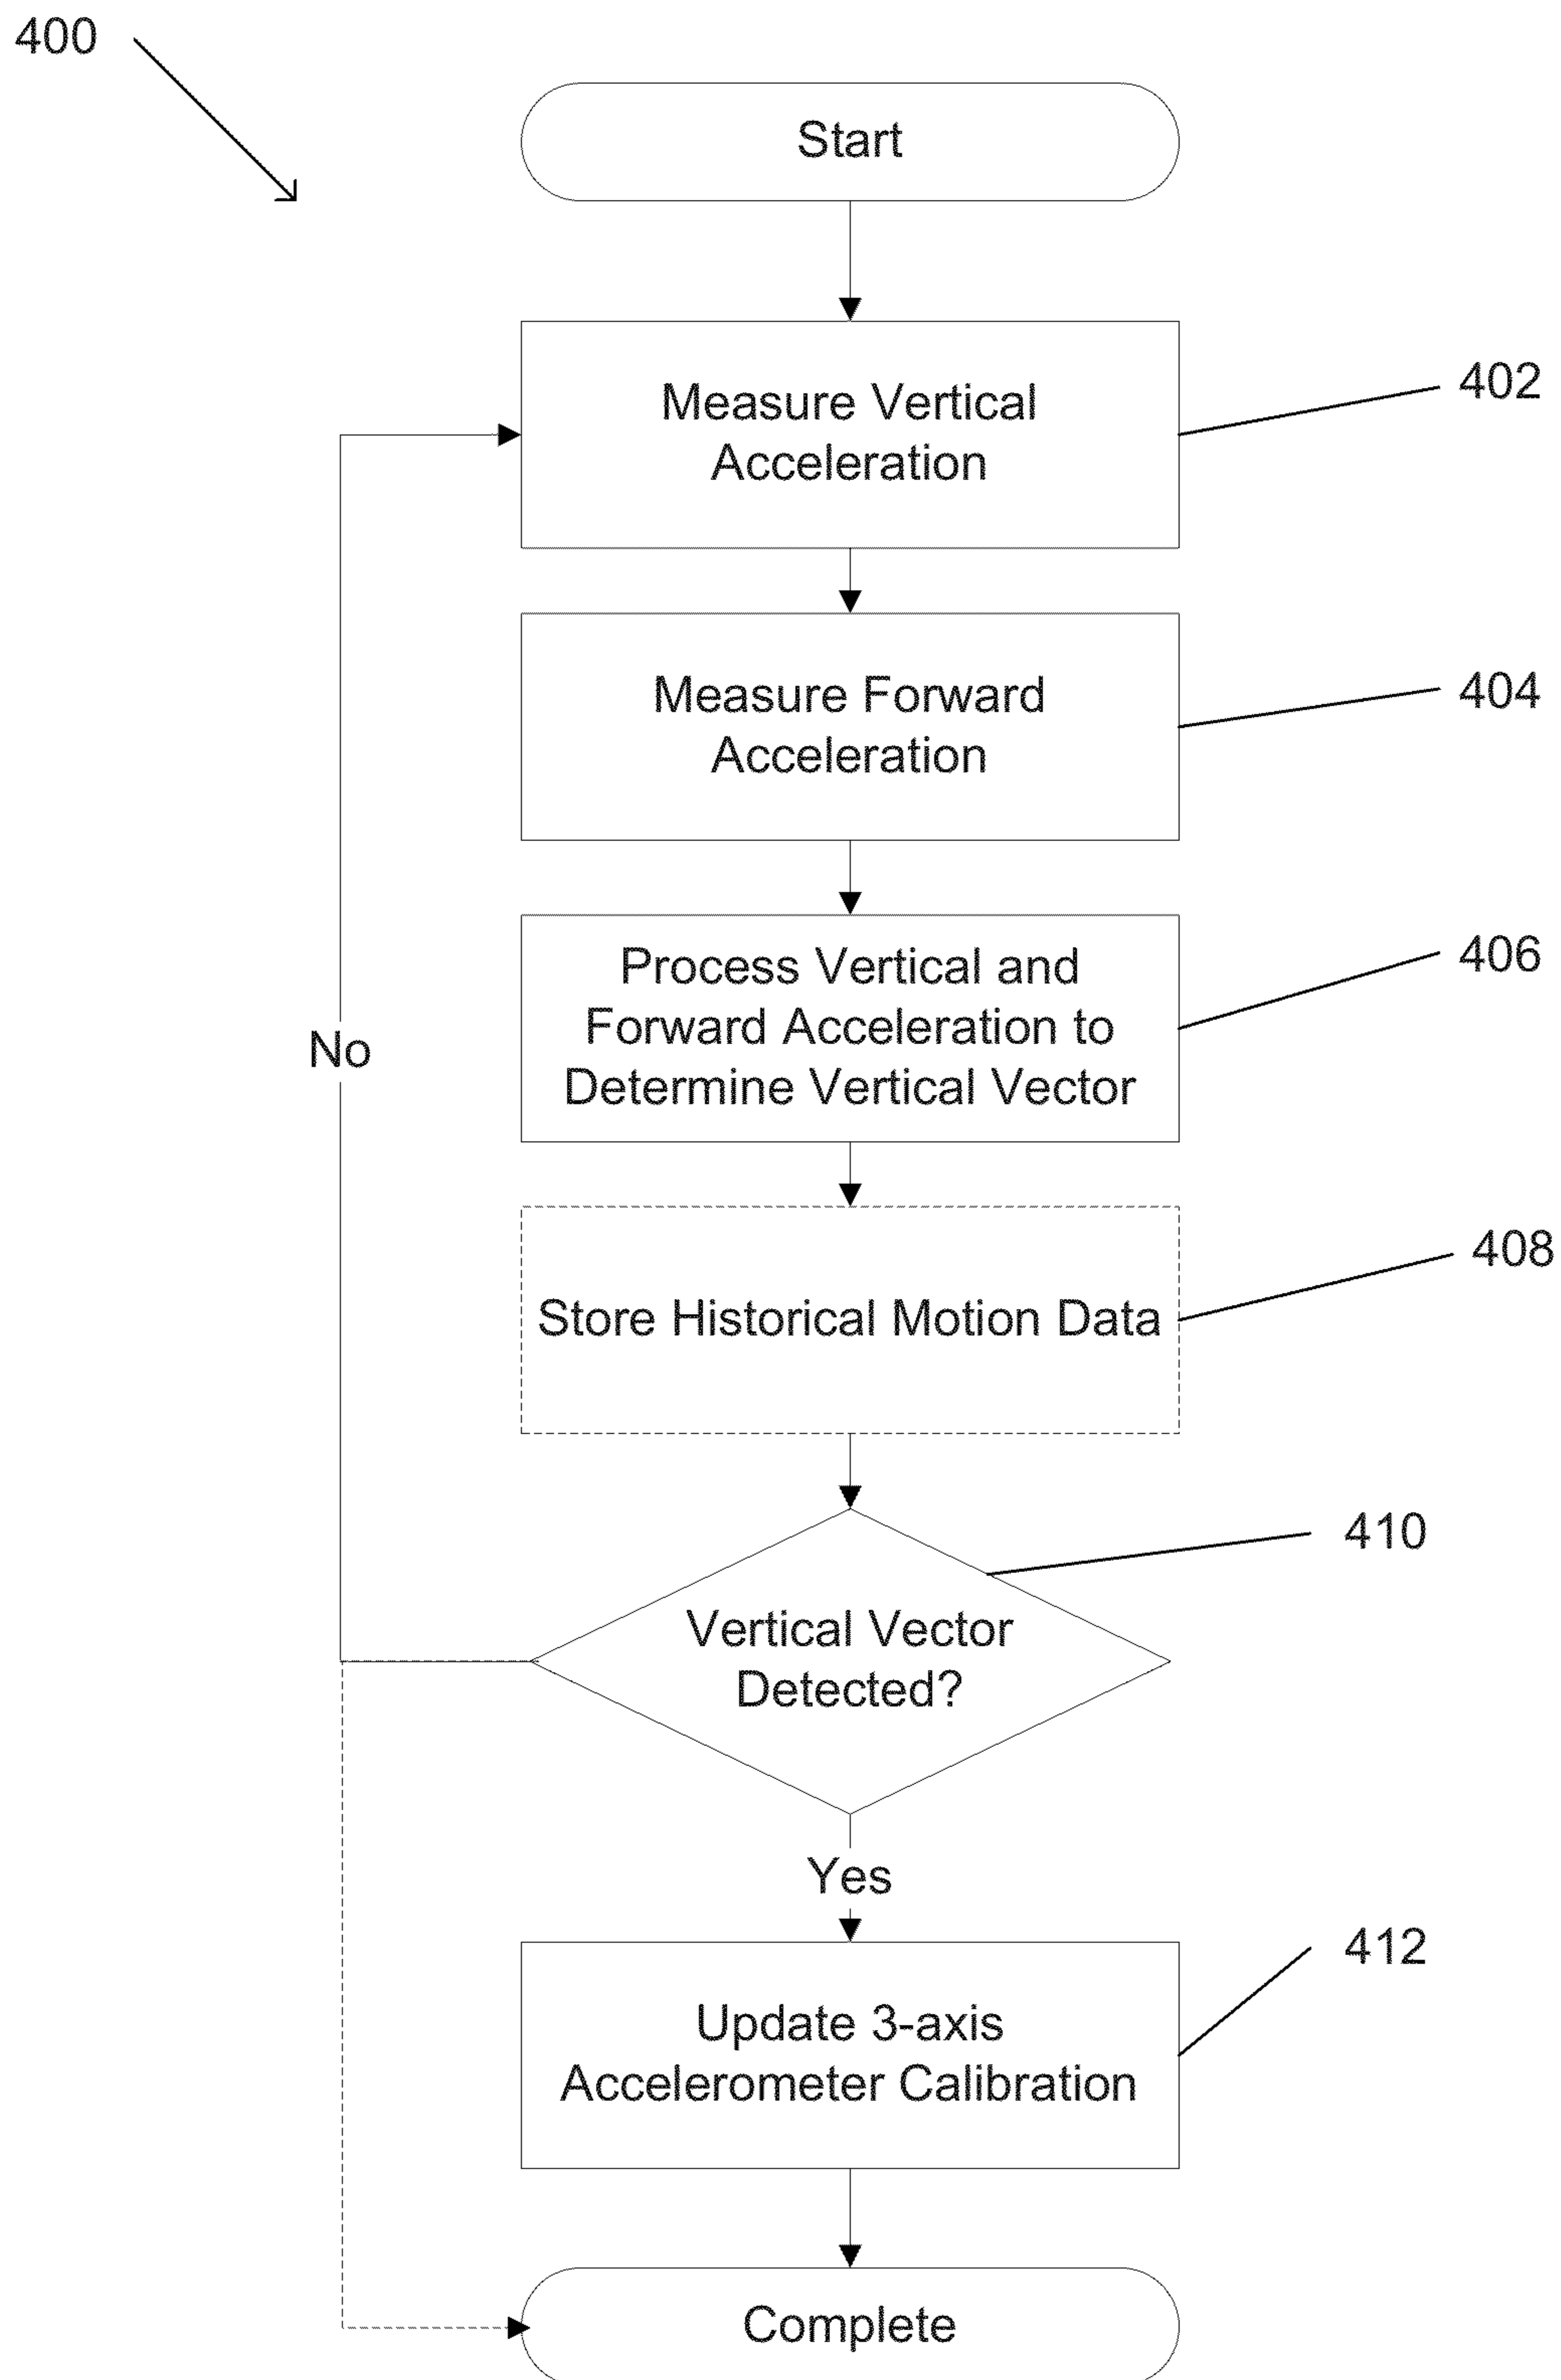 400
Start
Measure Vertical
Acceleration
402
Measure Forward
Acceleration
404
Process Vertical and
Forward Acceleration to
Determine Vertical Vector
406
No
Store Historical Motion Data
408
Vertical Vector
Detected?
410
Yes
Update 3-axis
Accelerometer Calibration
412
Complete